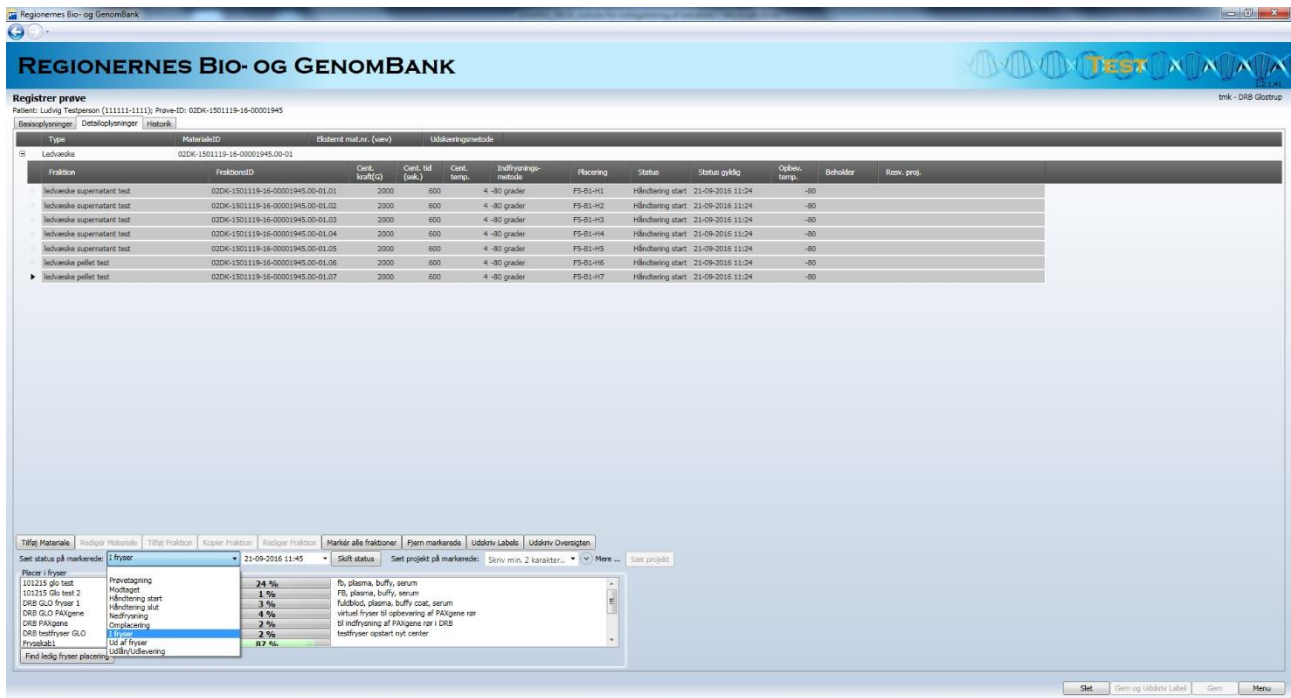 Regionernes Bio- og GenomBank
REGIONERNES BIO- OG GENOMBANK
TEST
1.2.1.41
Registrer prøve
tmk - DRB Glostrup
Patient: Ludvig Testperson (111111-1111); Prøve-ID: 02DK-1501119-16-00001945
Basisoplysninger Detailoplysninger Historik
Type MaterialeID Eksternt mat.nr. (væv) Udskæringsmetode
Ledvæske 02DK-1501119-16-00001945.00-01
Fraktion FraktionsID Cent. kraft(G) Cent. tid (sek.) Cent. temp. Indfrysnings-metode Placering Status Status gyldig Opbev. temp. Beholder Resv. proj.
ledvæske supernatant test 02DK-1501119-16-00001945.00-01.01 2000 600 4 -80 grader F5-B1-H1 Håndtering start 21-09-2016 11:24 -80
ledvæske supernatant test 02DK-1501119-16-00001945.00-01.02 2000 600 4 -80 grader F5-B1-H2 Håndtering start 21-09-2016 11:24 -80
ledvæske supernatant test 02DK-1501119-16-00001945.00-01.03 2000 600 4 -80 grader F5-B1-H3 Håndtering start 21-09-2016 11:24 -80
ledvæske supernatant test 02DK-1501119-16-00001945.00-01.04 2000 600 4 -80 grader F5-B1-H4 Håndtering start 21-09-2016 11:24 -80
ledvæske supernatant test 02DK-1501119-16-00001945.00-01.05 2000 600 4 -80 grader F5-B1-H5 Håndtering start 21-09-2016 11:24 -80
ledvæske pellet test 02DK-1501119-16-00001945.00-01.06 2000 600 4 -80 grader F5-B1-H6 Håndtering start 21-09-2016 11:24 -80
ledvæske pellet test 02DK-1501119-16-00001945.00-01.07 2000 600 4 -80 grader F5-B1-H7 Håndtering start 21-09-2016 11:24 -80
Tilføj Materiale Redigér Materiale Tilføj Fraktion Kopier Fraktion Rediger Fraktion Markér alle fraktioner Fjern markerede Udskriv Labels Udskriv Oversigten
Sæt status på markerede: I fryser 21-09-2016 11:45 Skift status Sæt projekt på markerede: Skriv min. 2 karakter... Mere ... Sæt projekt
Placer i fryser
101215 glo test 24 % fb, plasma, buffy, serum
101215 Glo test 2 1 % FB, plasma, buffy, serum
DRB GLO fryser 1 3 % fuldblod, plasma, buffy coat, serum
DRB GLO PAXgene 4 % virtuel fryser til opbevaring af PAXgene rør
DRB PAXgene 2 % til indfrysning af PAXgene rør i DRB
DRB testfryser GLO 2 % testfryser opstart nyt center
Frysekab1 87 %
Prøvetagning
Modtaget
Håndtering start
Håndtering slut
Nedfrysning
Omplacering
I fryser
Ud af fryser
Udlån/Udlevering
Find ledig fryser placering
Slet Gem og Udskriv Label Gem Menu